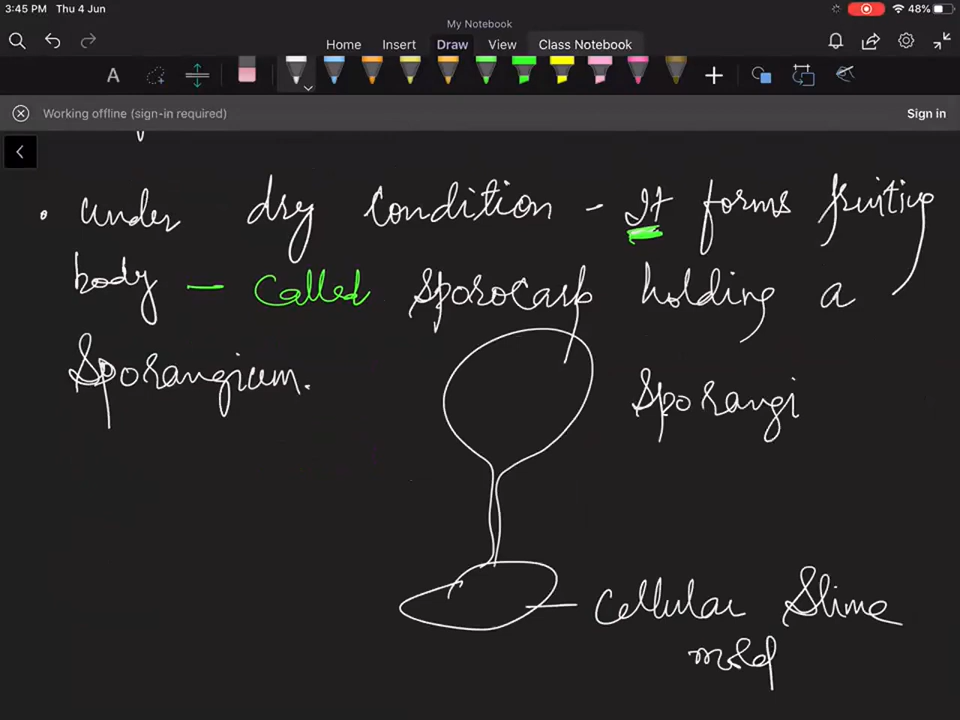 3:45 PM Thu 4 Jun
48%
My Notebook
Home Insert Draw View Class Notebook
A
Working offline (sign-in required) Sign in
• under dry condition - It forms fruiting
body - Called Sporocarp holding a
Sporangium.
Sporangi
Cellular Slime
mold